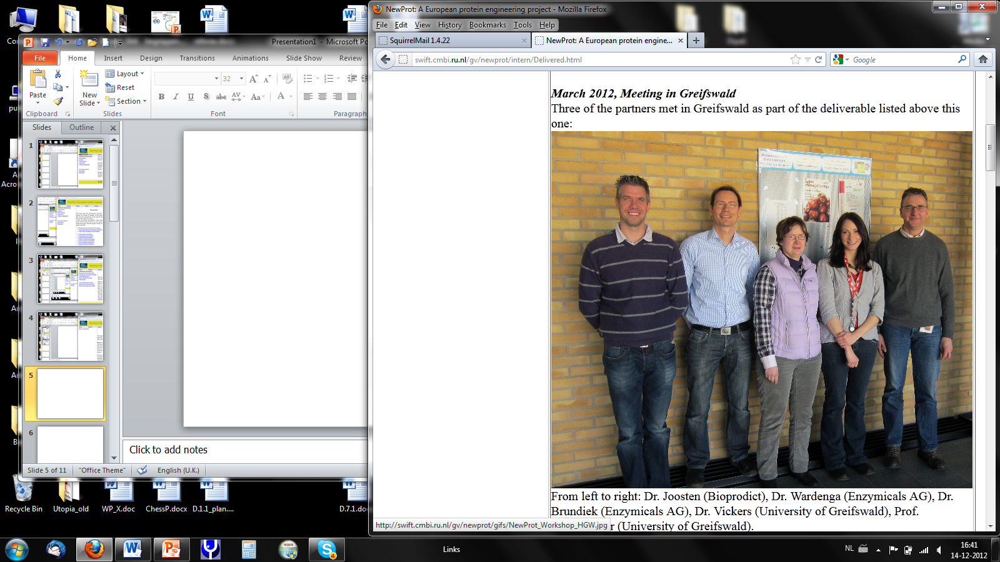 NewProt: A European protein engineering project - Mozilla Firefox
File Edit View History Bookmarks Tools Help
SquirrelMail 1.4.22
NewProt: A European protein engine...
swift.cmbi.ru.nl/gv/newprot/intern/Delivered.html
Google
Presentation1 - Microsoft Po
File Home Insert Design Transitions Animations Slide Show Review
Paste
New
Slide
Layout
Reset
Section
32
Clipboard Slides Font Paragraph
Slides Outline
1
2
3
4
5
6
Click to add notes
Slide 5 of 11 "Office Theme" English (U.K.)
March 2012, Meeting in Greifswald
Three of the partners met in Greifswald as part of the deliverable listed above this
one:
From left to right: Dr. Joosten (Bioprodict), Dr. Wardenga (Enzymicals AG), Dr.
Brundiek (Enzymicals AG), Dr. Vickers (University of Greifswald), Prof.
(University of Greifswald).
http://swift.cmbi.ru.nl/gv/newprot/gifs/NewProt_Workshop_HGW.jpg
Recycle Bin
Utopia_old
WP_X.doc
ChessP.docx
D.1.1_plan....
D.7.1.doc
Links
NL
16:41
14-12-2012